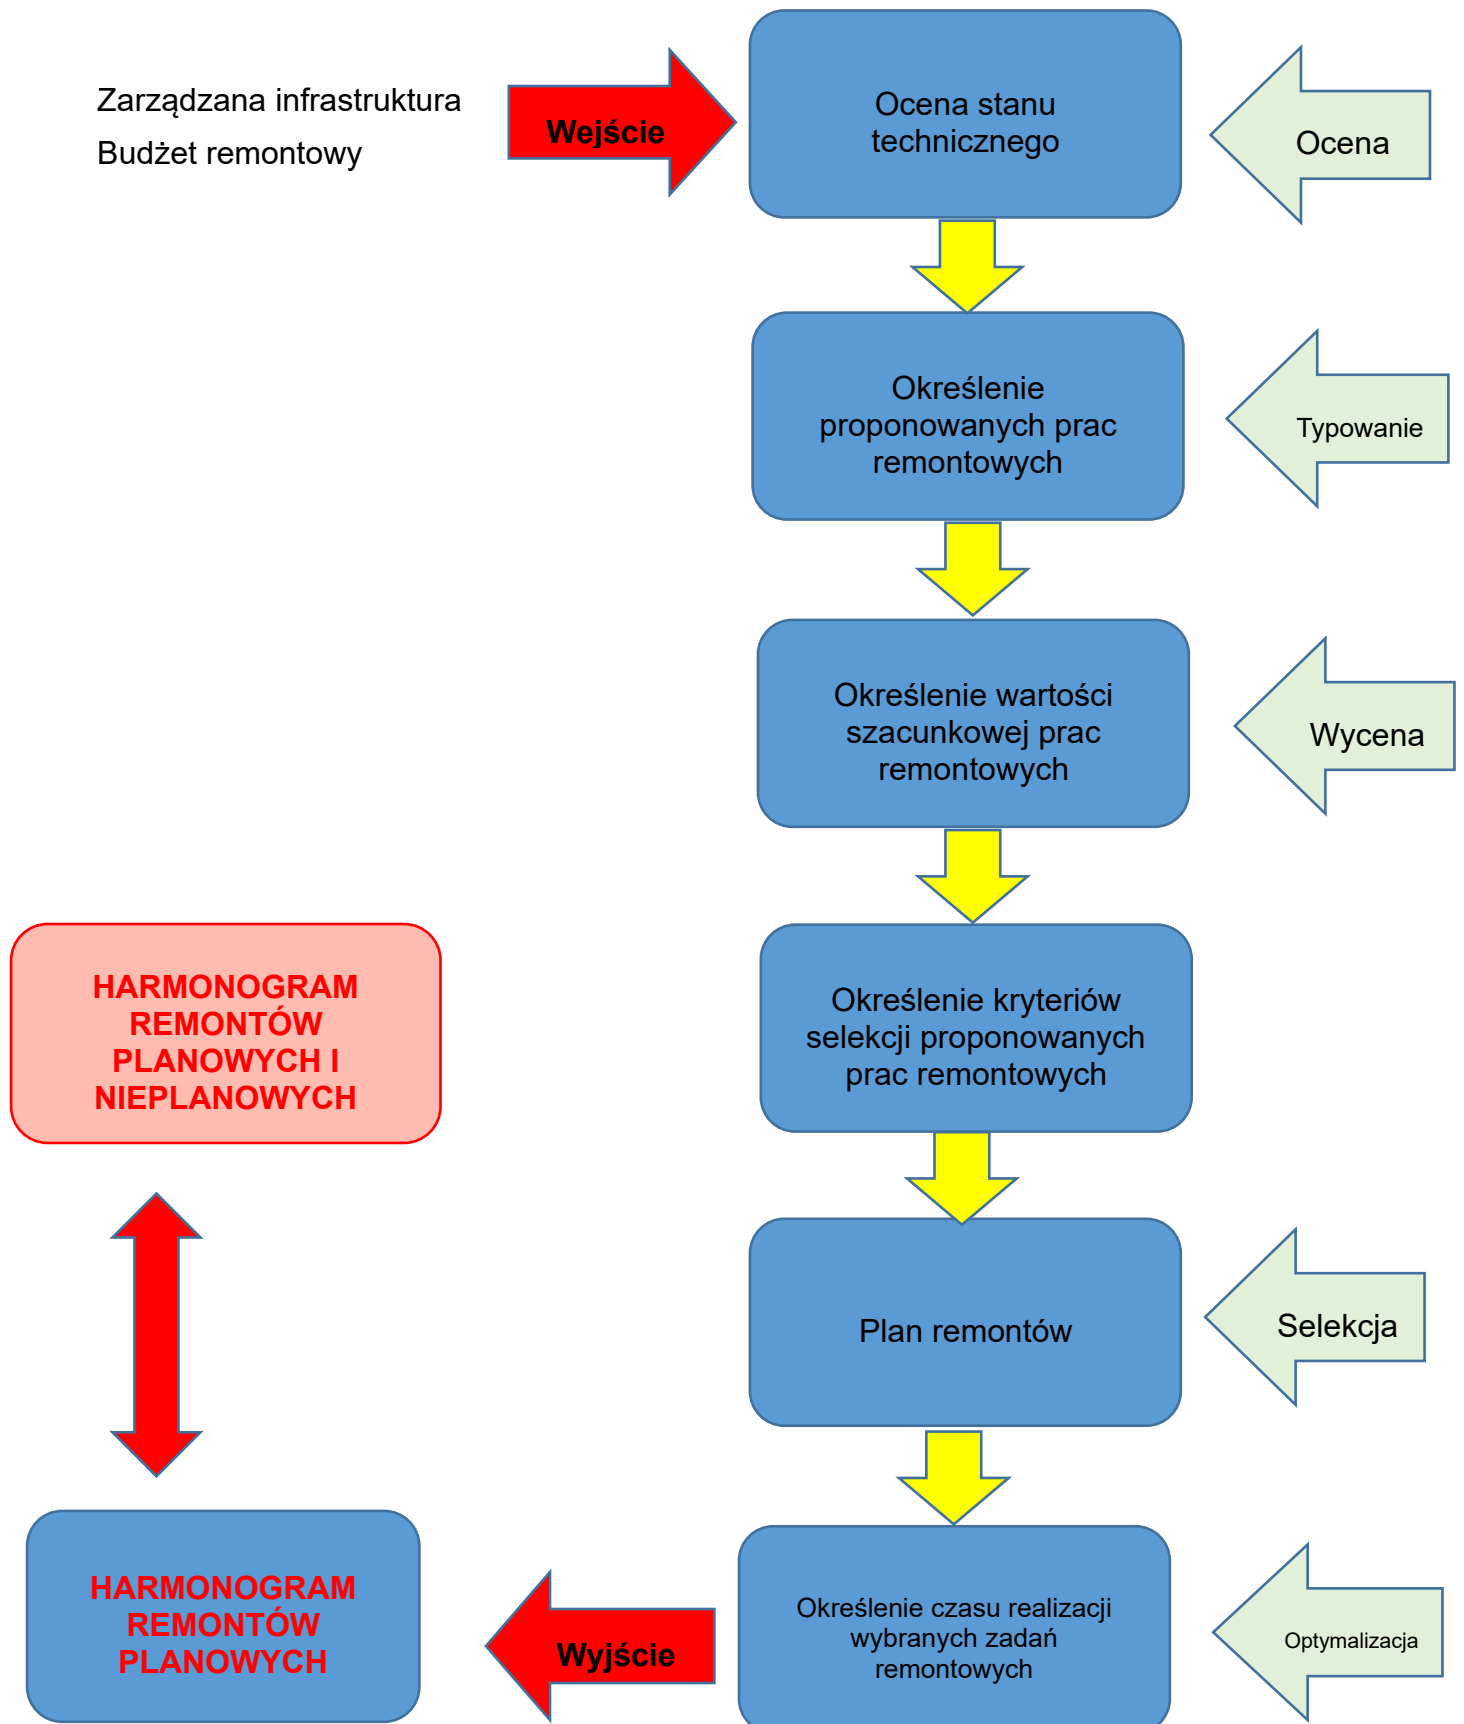 Zarządzana infrastruktura
Budżet remontowy
Wejście
Ocena stanu
technicznego
Ocena
Określenie
proponowanych prac
remontowych
Typowanie
Określenie wartości
szacunkowej prac
remontowych
Wycena
HARMONOGRAM
REMONTÓW
PLANOWYCH I
NIEPLANOWYCH
Określenie kryteriów
selekcji proponowanych
prac remontowych
Plan remontów
Selekcja
HARMONOGRAM
REMONTÓW
PLANOWYCH
Wyjście
Określenie czasu realizacji
wybranych zadań
remontowych
Optymalizacja